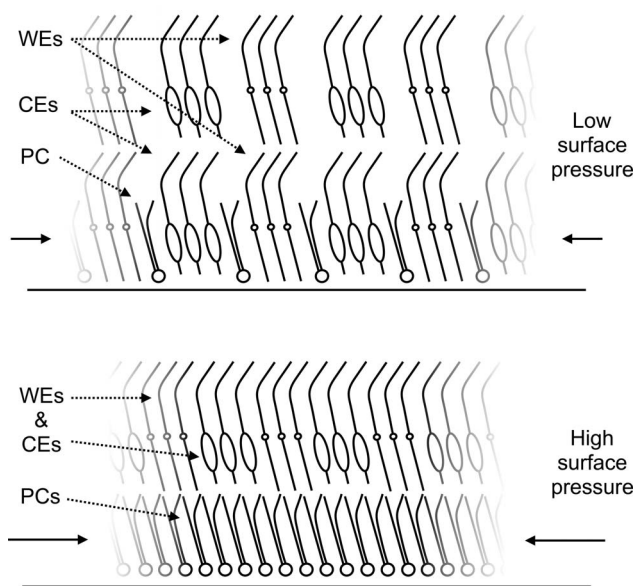 WEs
CEs
PC
Low
surface
pressure
WEs
&
CEs
PCs
High
surface
pressure